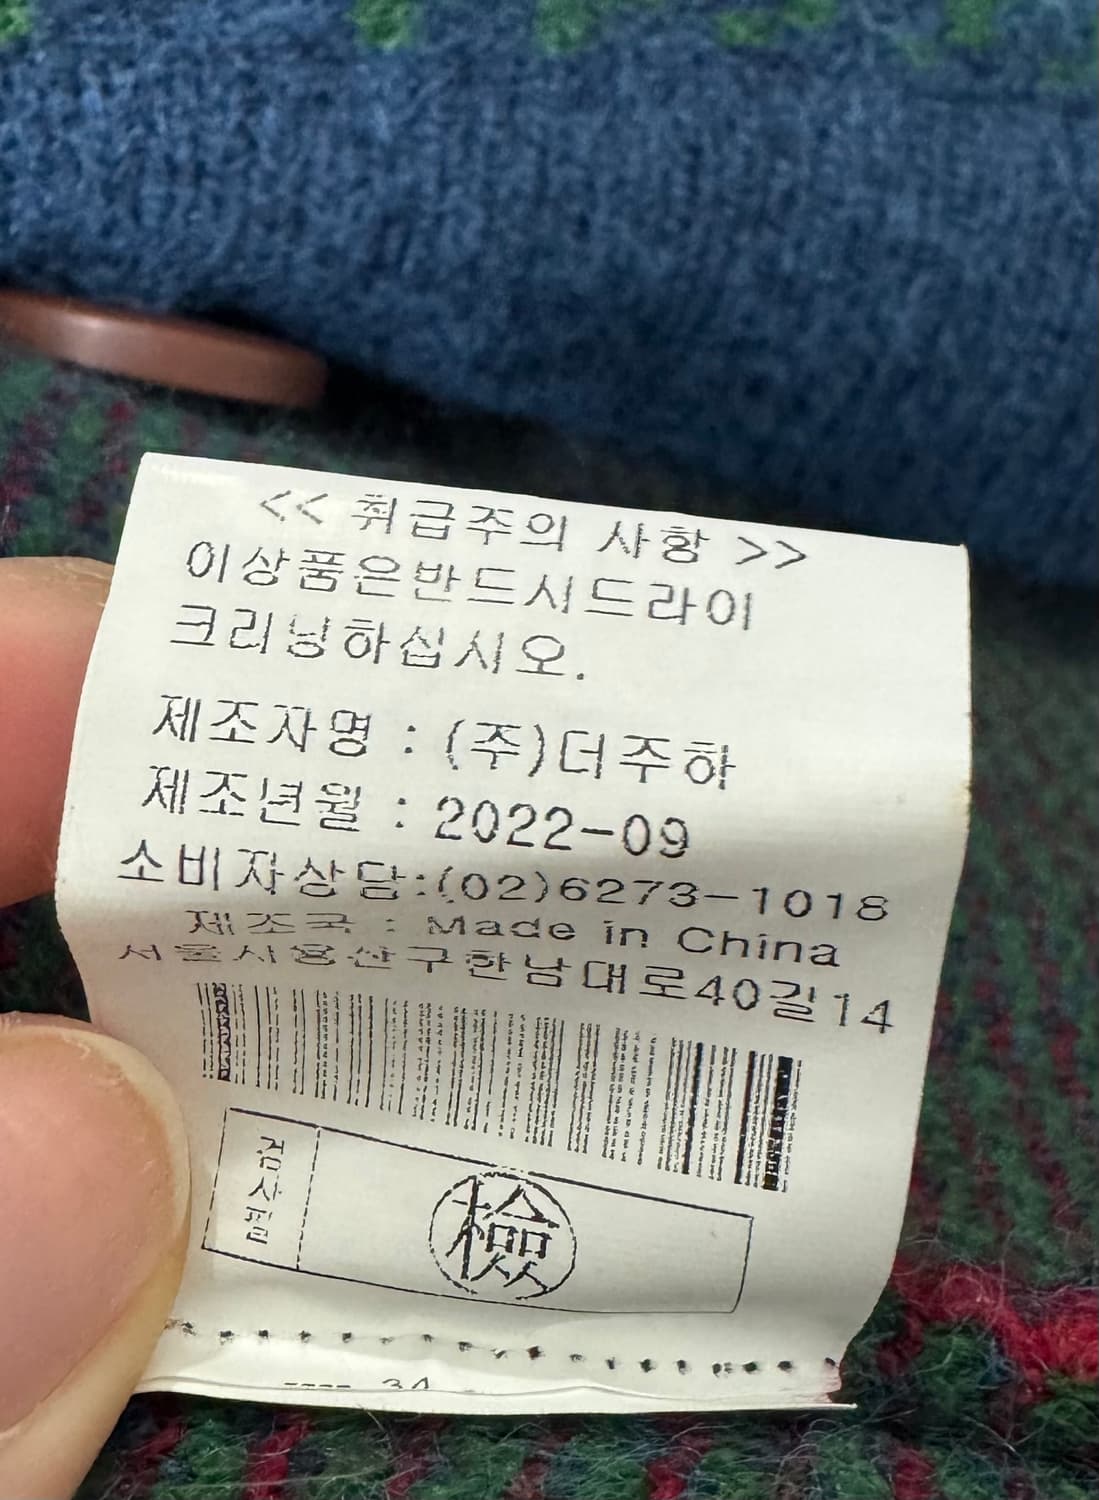 << 취급주의 사항 >>
이상품은반드시드라이
크리닝하십시오.
제조자명 : (주)더주하
제조년월 : 2022-09
소비자상담:(02)6273-1018
제조국 : Made in China
서울시용산구한남대로40길14
검사필
檢